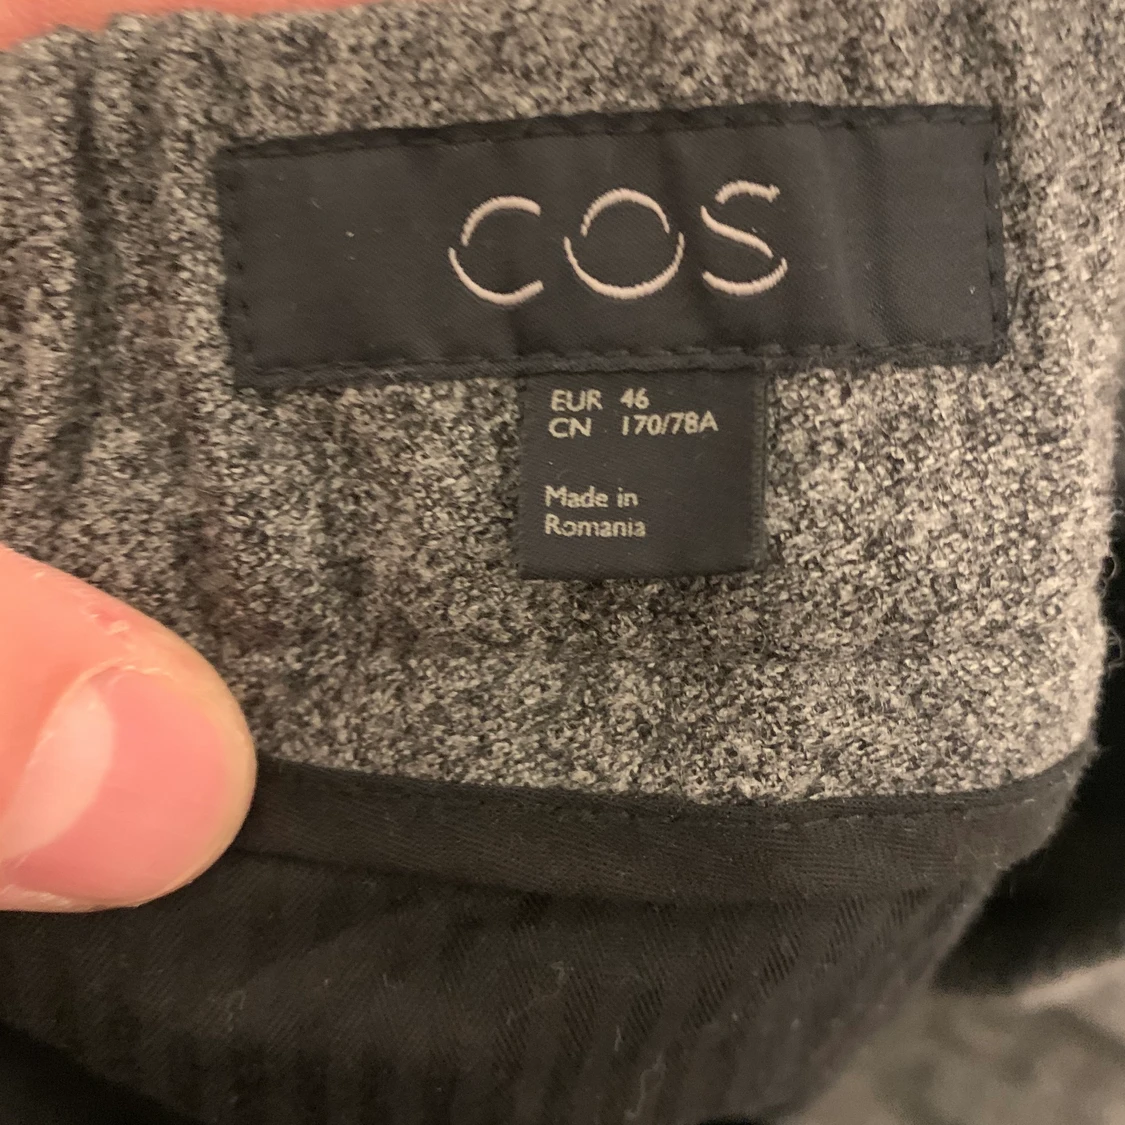 COS
EUR 46
CN 170/78A
Made in
Romania